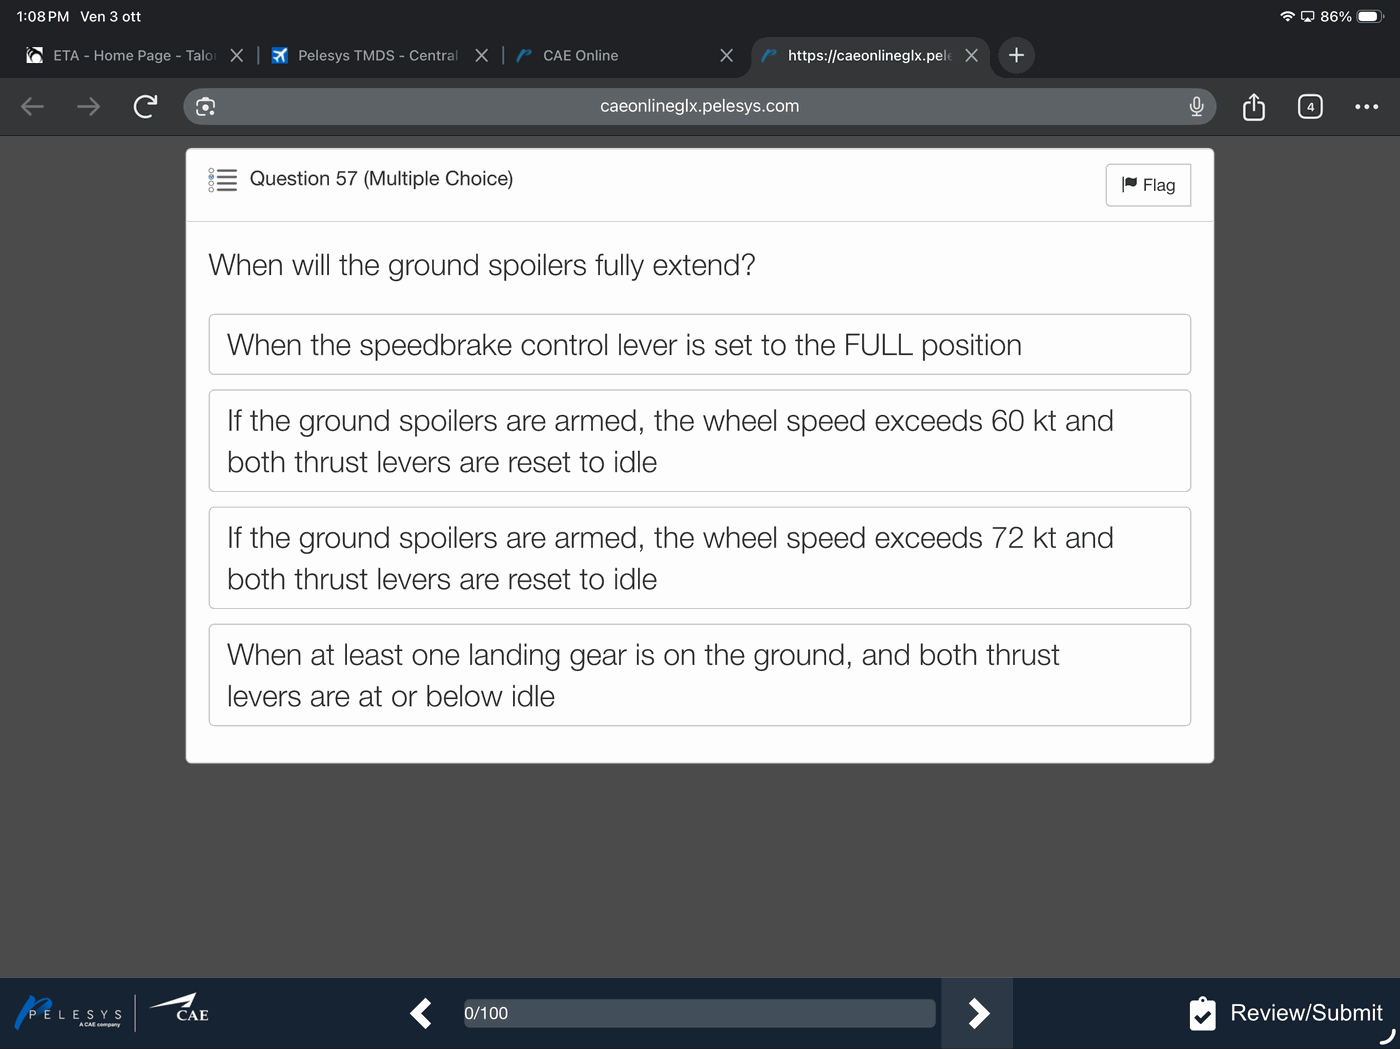 1:08 PM Ven 3 ott
86%
ETA - Home Page - Talo
Pelesys TMDS - Central
CAE Online
https://caeonlineglx.pele
caeonlineglx.pelesys.com
4
Question 57 (Multiple Choice)
Flag
When will the ground spoilers fully extend?
When the speedbrake control lever is set to the FULL position
If the ground spoilers are armed, the wheel speed exceeds 60 kt and
both thrust levers are reset to idle
If the ground spoilers are armed, the wheel speed exceeds 72 kt and
both thrust levers are reset to idle
When at least one landing gear is on the ground, and both thrust
levers are at or below idle
PELESYS
A CAE company
CAE
0/100
Review/Submit